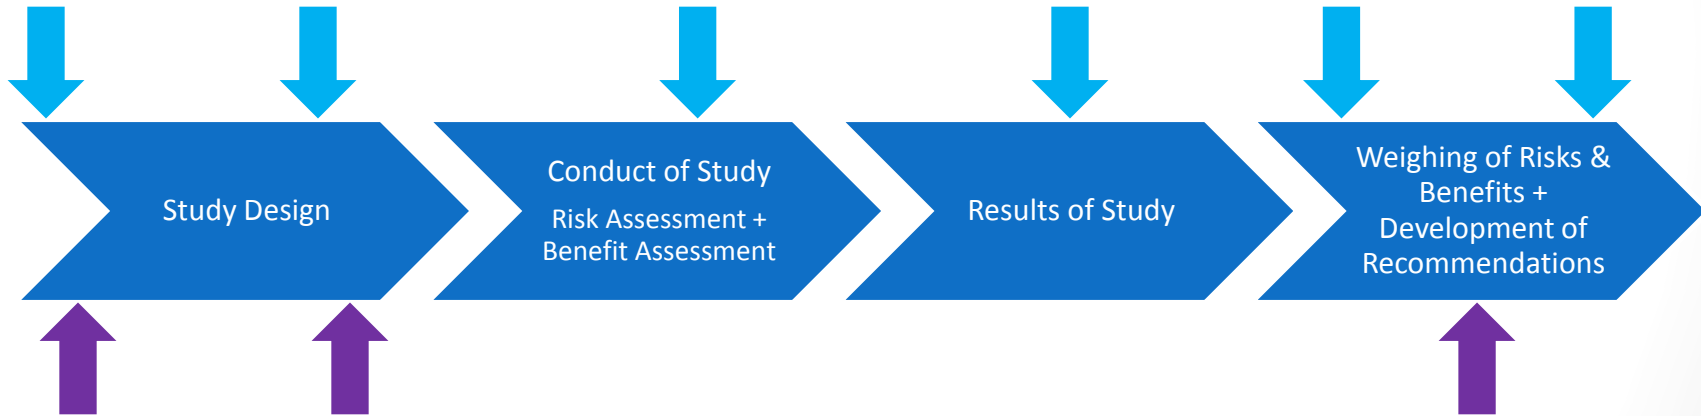 Study Design
Conduct of Study
Risk Assessment +
Benefit Assessment
Results of Study
Weighing of Risks &
Benefits +
Development of
Recommendations